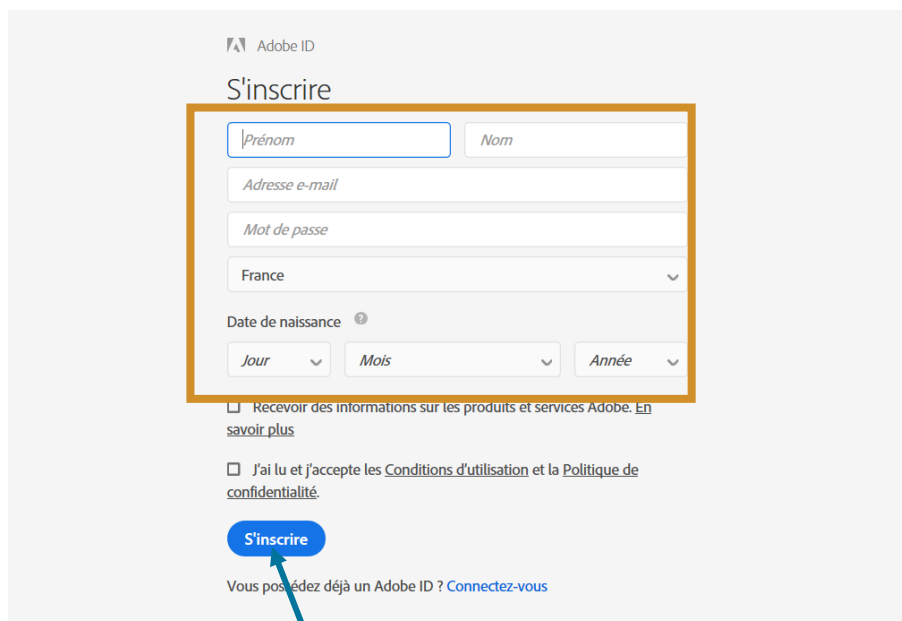 Adobe ID
S'inscrire
Prénom Nom
Adresse e-mail
Mot de passe
France
Date de naissance ?
Jour Mois Année
Recevoir des informations sur les produits et services Adobe. En
savoir plus
J'ai lu et j'accepte les Conditions d'utilisation et la Politique de
confidentialité.
S'inscrire
Vous possédez déjà un Adobe ID ? Connectez-vous